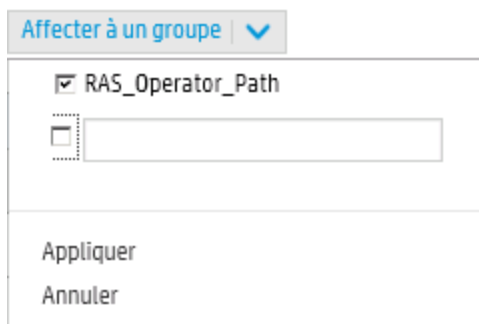 Affecter à un groupe
RAS_Operator_Path
Appliquer
Annuler